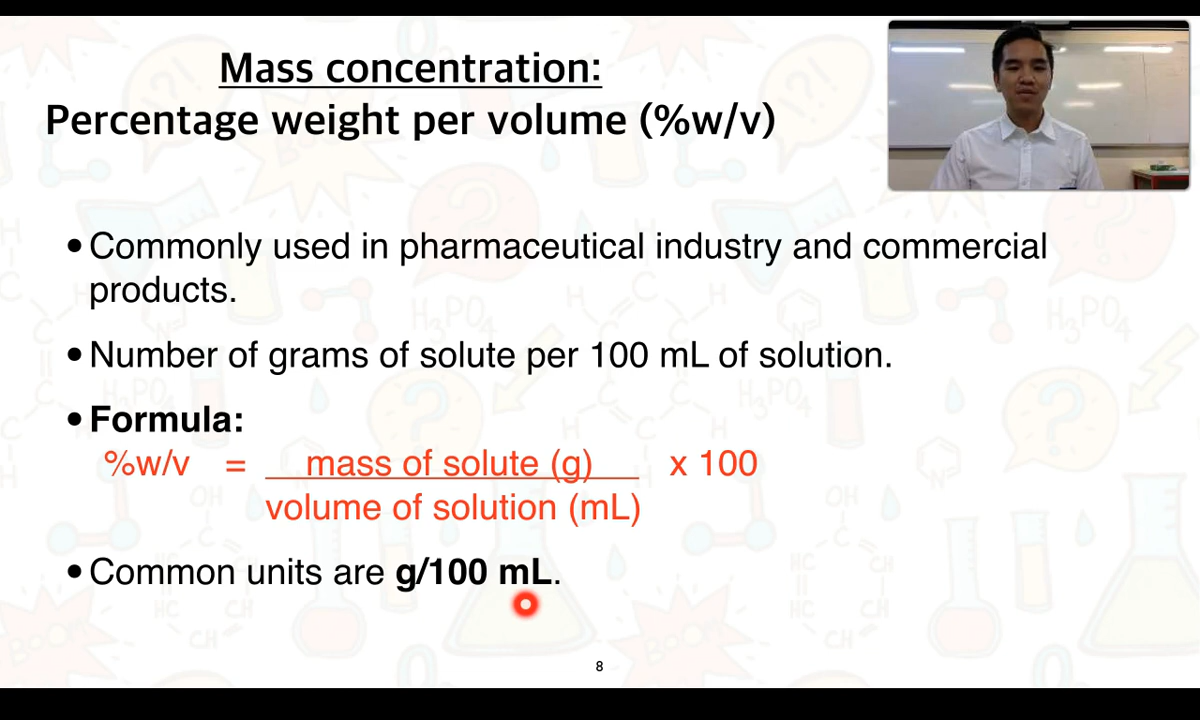 Mass concentration:
Percentage weight per volume (%w/v)
• Commonly used in pharmaceutical industry and commercial
products.
• Number of grams of solute per 100 mL of solution.
• Formula:
%w/v = mass of solute (g) x 100
volume of solution (mL)
• Common units are g/100 mL.
8